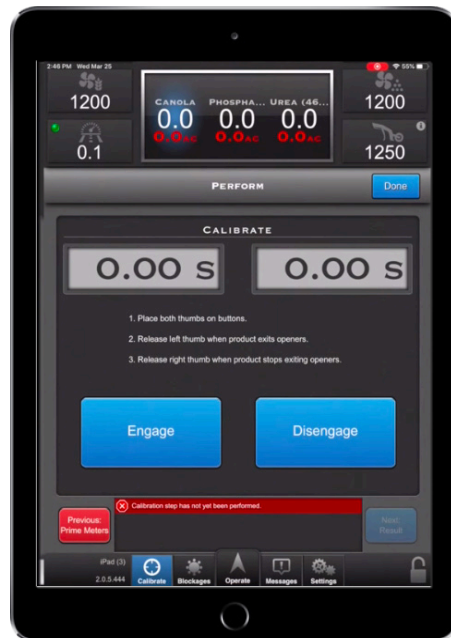 2:46 PM Wed Mar 25
55%
1200
CANOLA PHOSPHA... UREA (46...
0.0 0.0 0.0
0.0AC 0.0AC 0.0AC
1200
0.1
1250
PERFORM
Done
CALIBRATE
0.00 s 0.00 s
1. Place both thumbs on buttons.
2. Release left thumb when product exits openers.
3. Release right thumb when product stops exiting openers.
Engage Disengage
Calibration step has not yet been performed.
Previous:
Prime Meters
Next:
Result
iPad (3)
2.0.5.444
Calibrate Blockages Operate Messages Settings